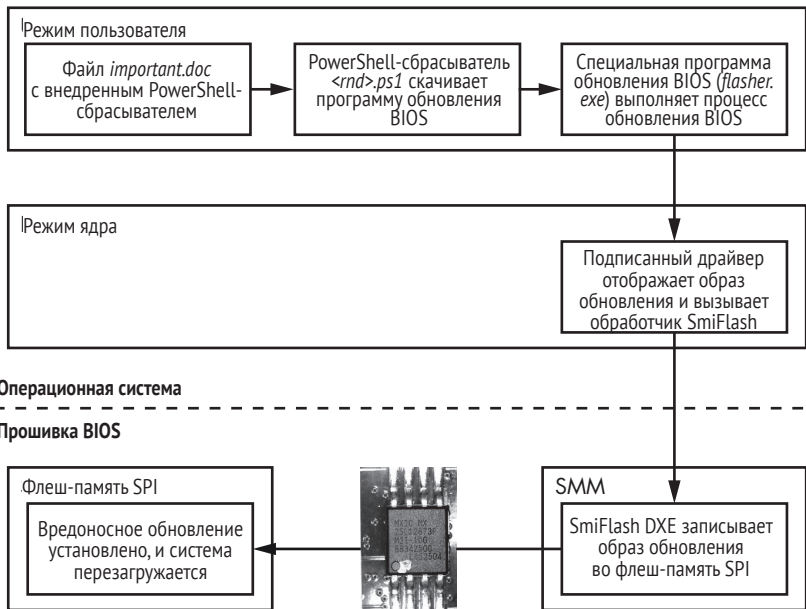 Режим пользователя
Файл important.doc
с внедренным PowerShell-
сбрасывателем
PowerShell-сбрасыватель
<rnd>.ps1 скачивает
программу обновления
BIOS
Специальная программа
обновления BIOS (flasher.
exe) выполняет процесс
обновления BIOS
Режим ядра
Подписанный драйвер
отображает образ
обновления и вызывает
обработчик SmiFlash
Операционная система
Прошивка BIOS
Флеш-память SPI
Вредоносное обновление
установлено, и система
перезагружается
MXIC MX
SMM
SmiFlash DXE записывает
образ обновления
во флеш-память SPI